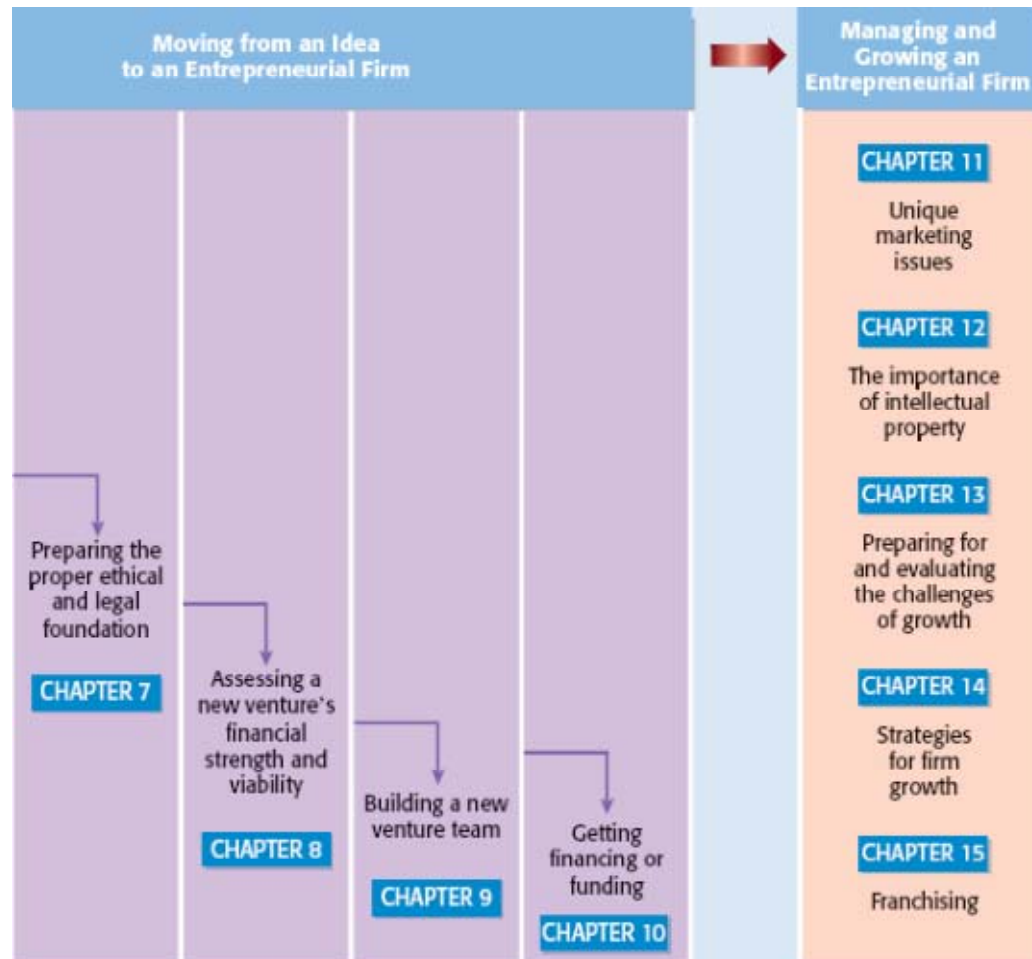 Moving from an Idea
to an Entrepreneurial Firm
Managing and
Growing an
Entrepreneurial Firm
Preparing the
proper ethical
and legal
foundation
CHAPTER 7
Assessing a
new venture's
financial
strength and
viability
CHAPTER 8
Building a new
venture team
CHAPTER 9
Getting
financing or
funding
CHAPTER 10
CHAPTER 11
Unique
marketing
issues
CHAPTER 12
The importance
of intellectual
property
CHAPTER 13
Preparing for
and evaluating
the challenges
of growth
CHAPTER 14
Strategies
for firm
growth
CHAPTER 15
Franchising